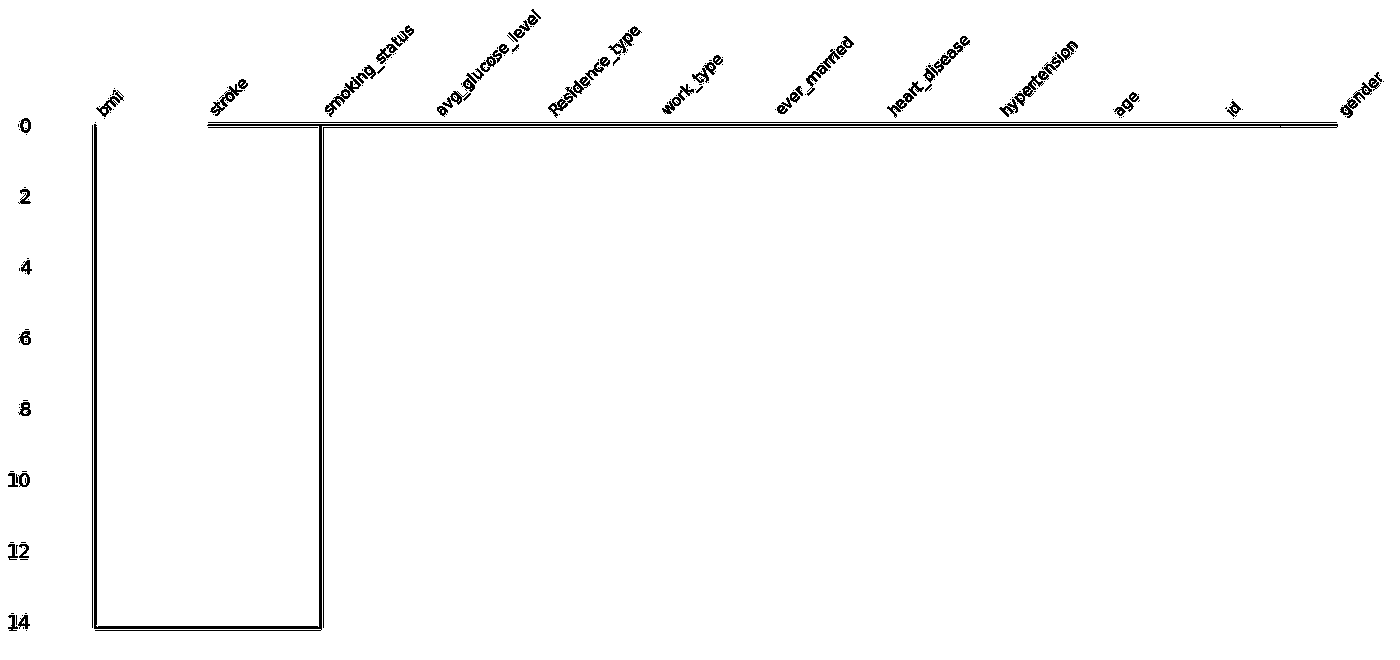 bmi
stroke
smoking_status
avg_glucose_level
Residence_type
work_type
ever_married
heart_disease
hypertension
age
id
gender
0
2
4
6
8
10
12
14